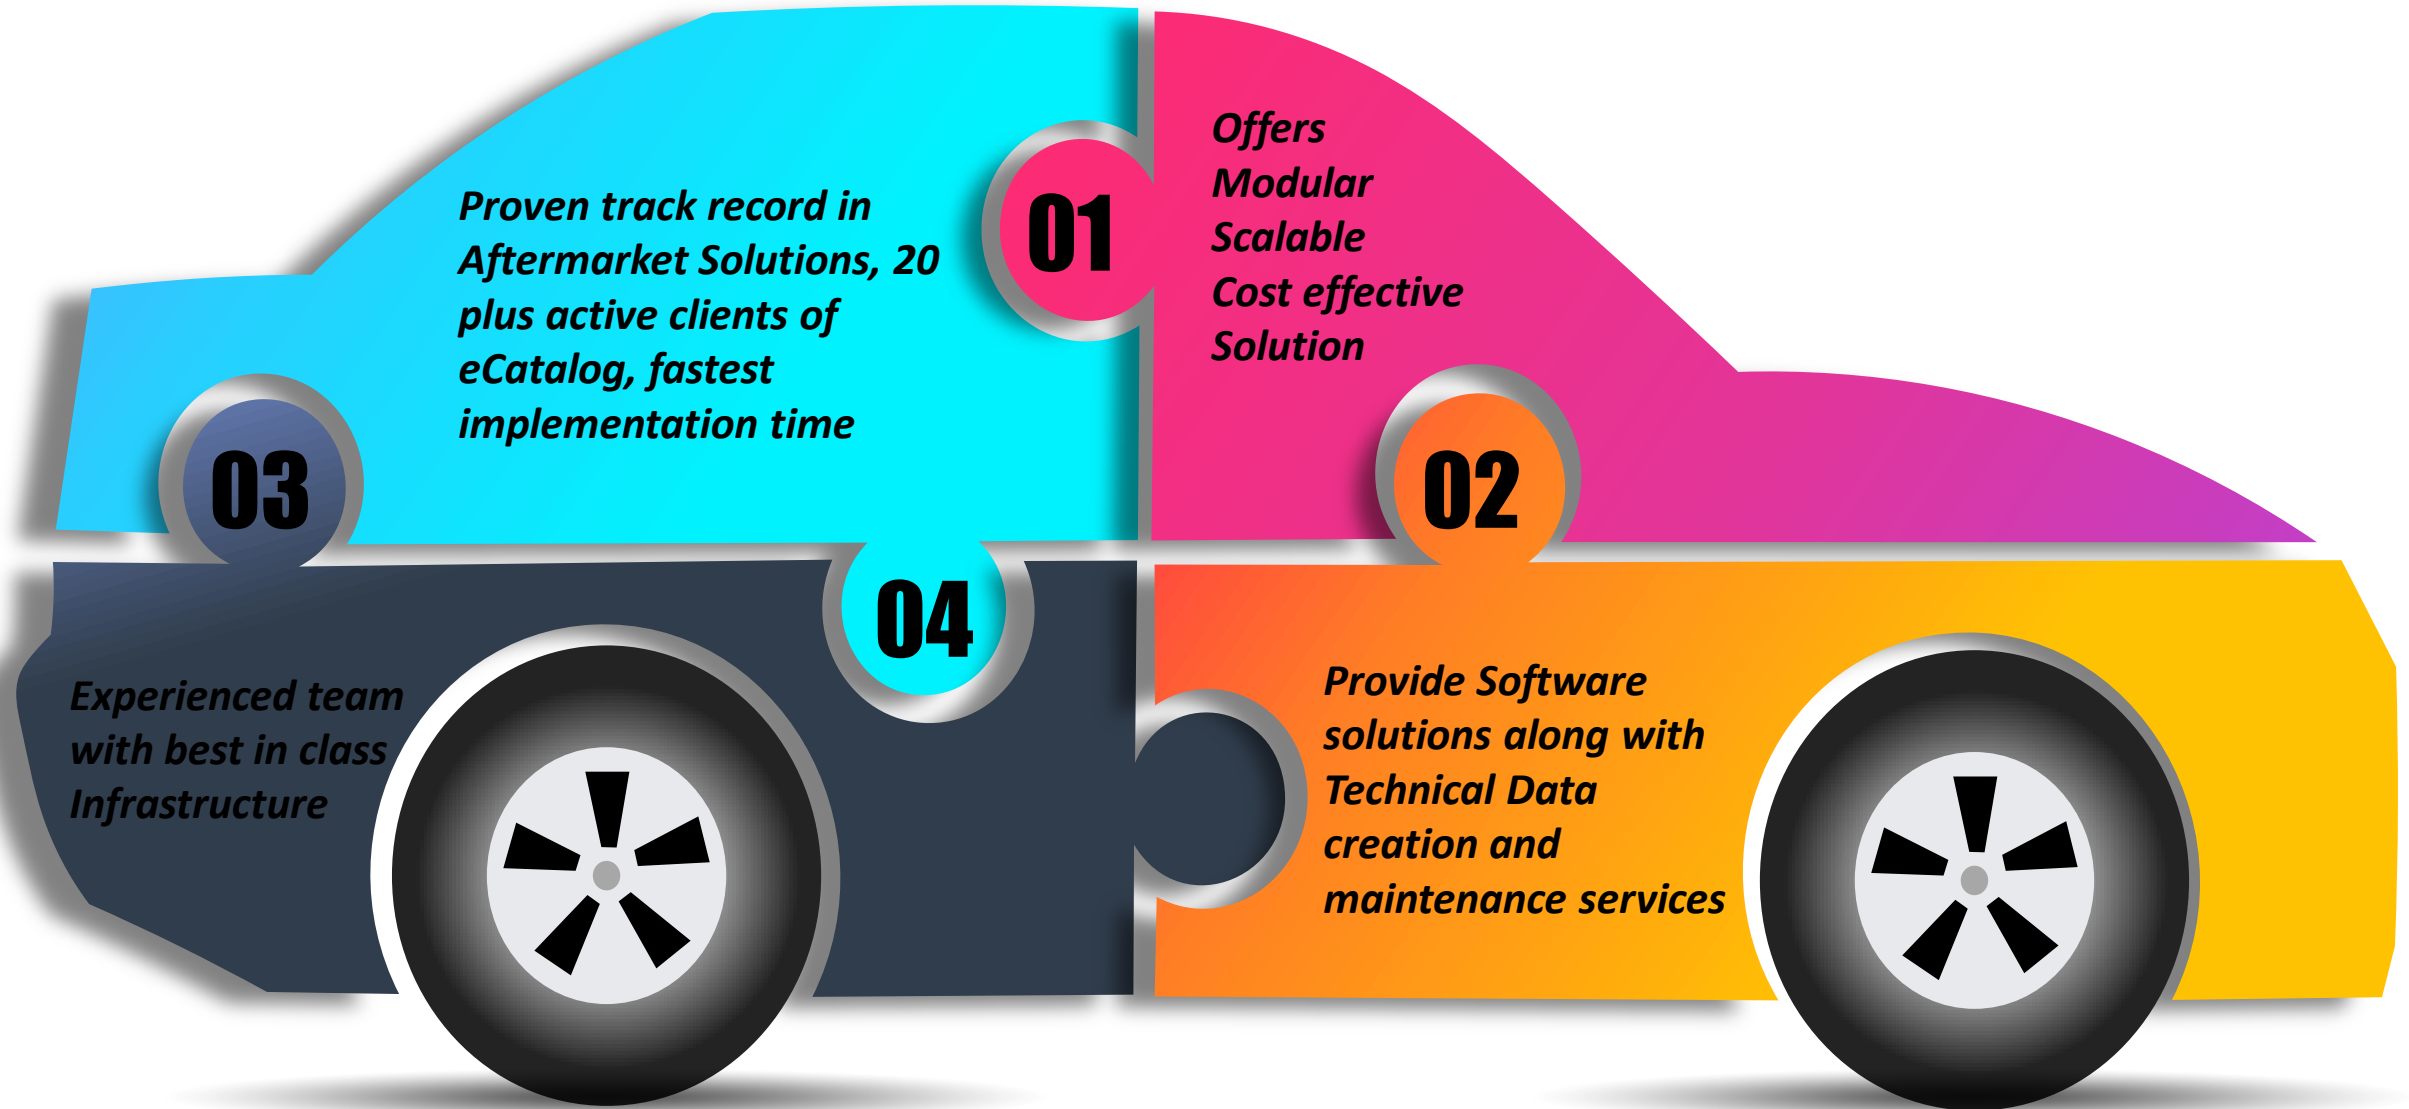 Proven track record in
Aftermarket Solutions, 20
plus active clients of
eCatalog, fastest
implementation time
01
Offers
Modular
Scalable
Cost effective
Solution
03
02
04
Experienced team
with best in class
Infrastructure
Provide Software
solutions along with
Technical Data
creation and
maintenance services